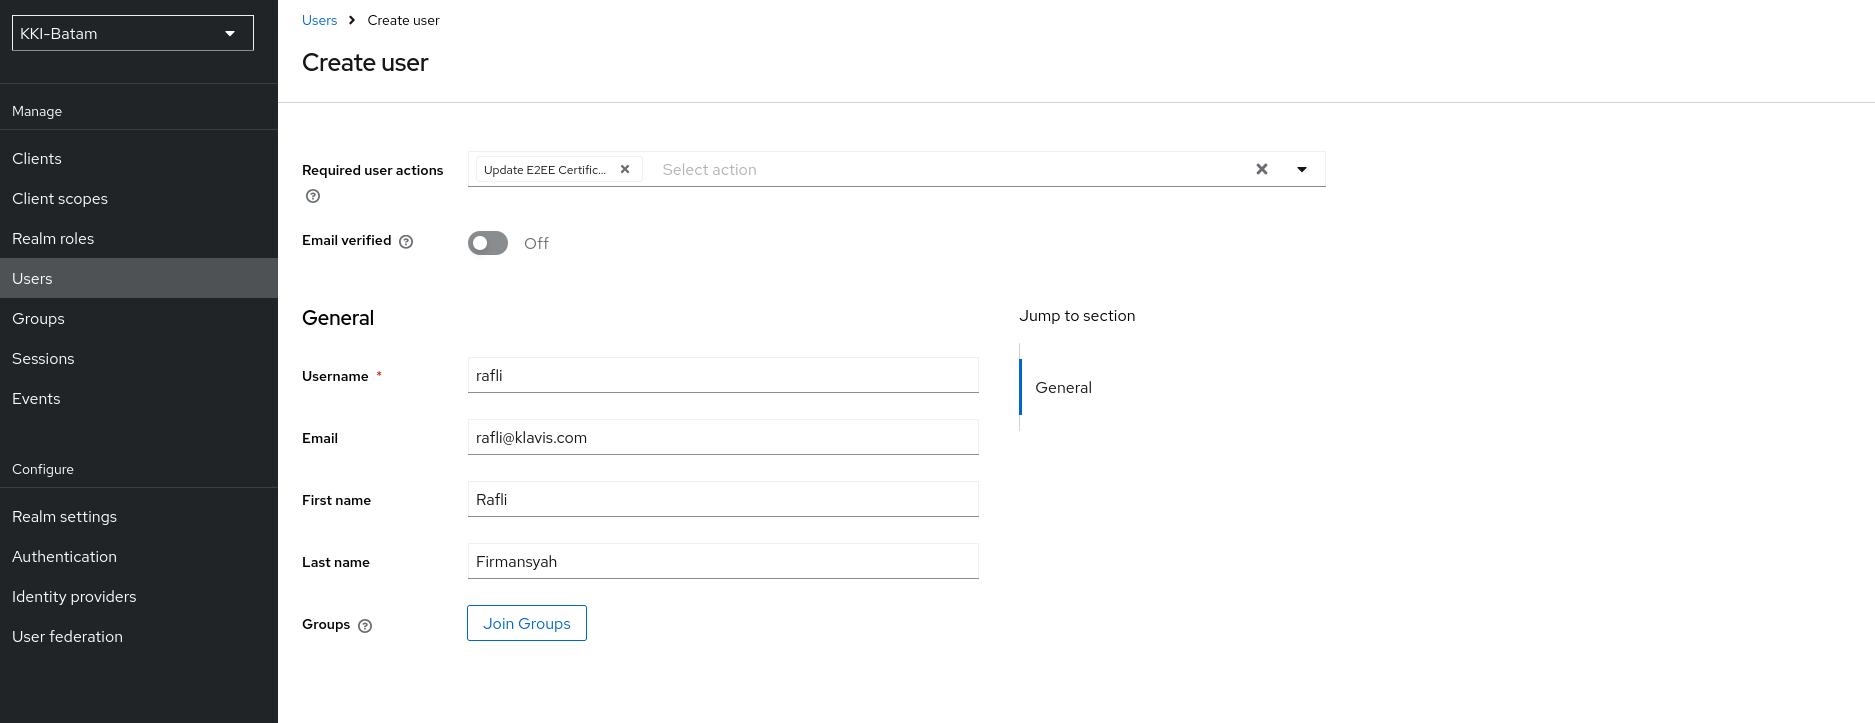 KKI-Batam
Manage
Clients
Client scopes
Realm roles
Users
Groups
Sessions
Events
Configure
Realm settings
Authentication
Identity providers
User federation
Users > Create user
Create user
Required user actions
Update E2EE Certific...
Select action
Email verified
Off
General
Username *
rafli
Email
rafli@klavis.com
First name
Rafli
Last name
Firmansyah
Groups
Join Groups
Jump to section
General